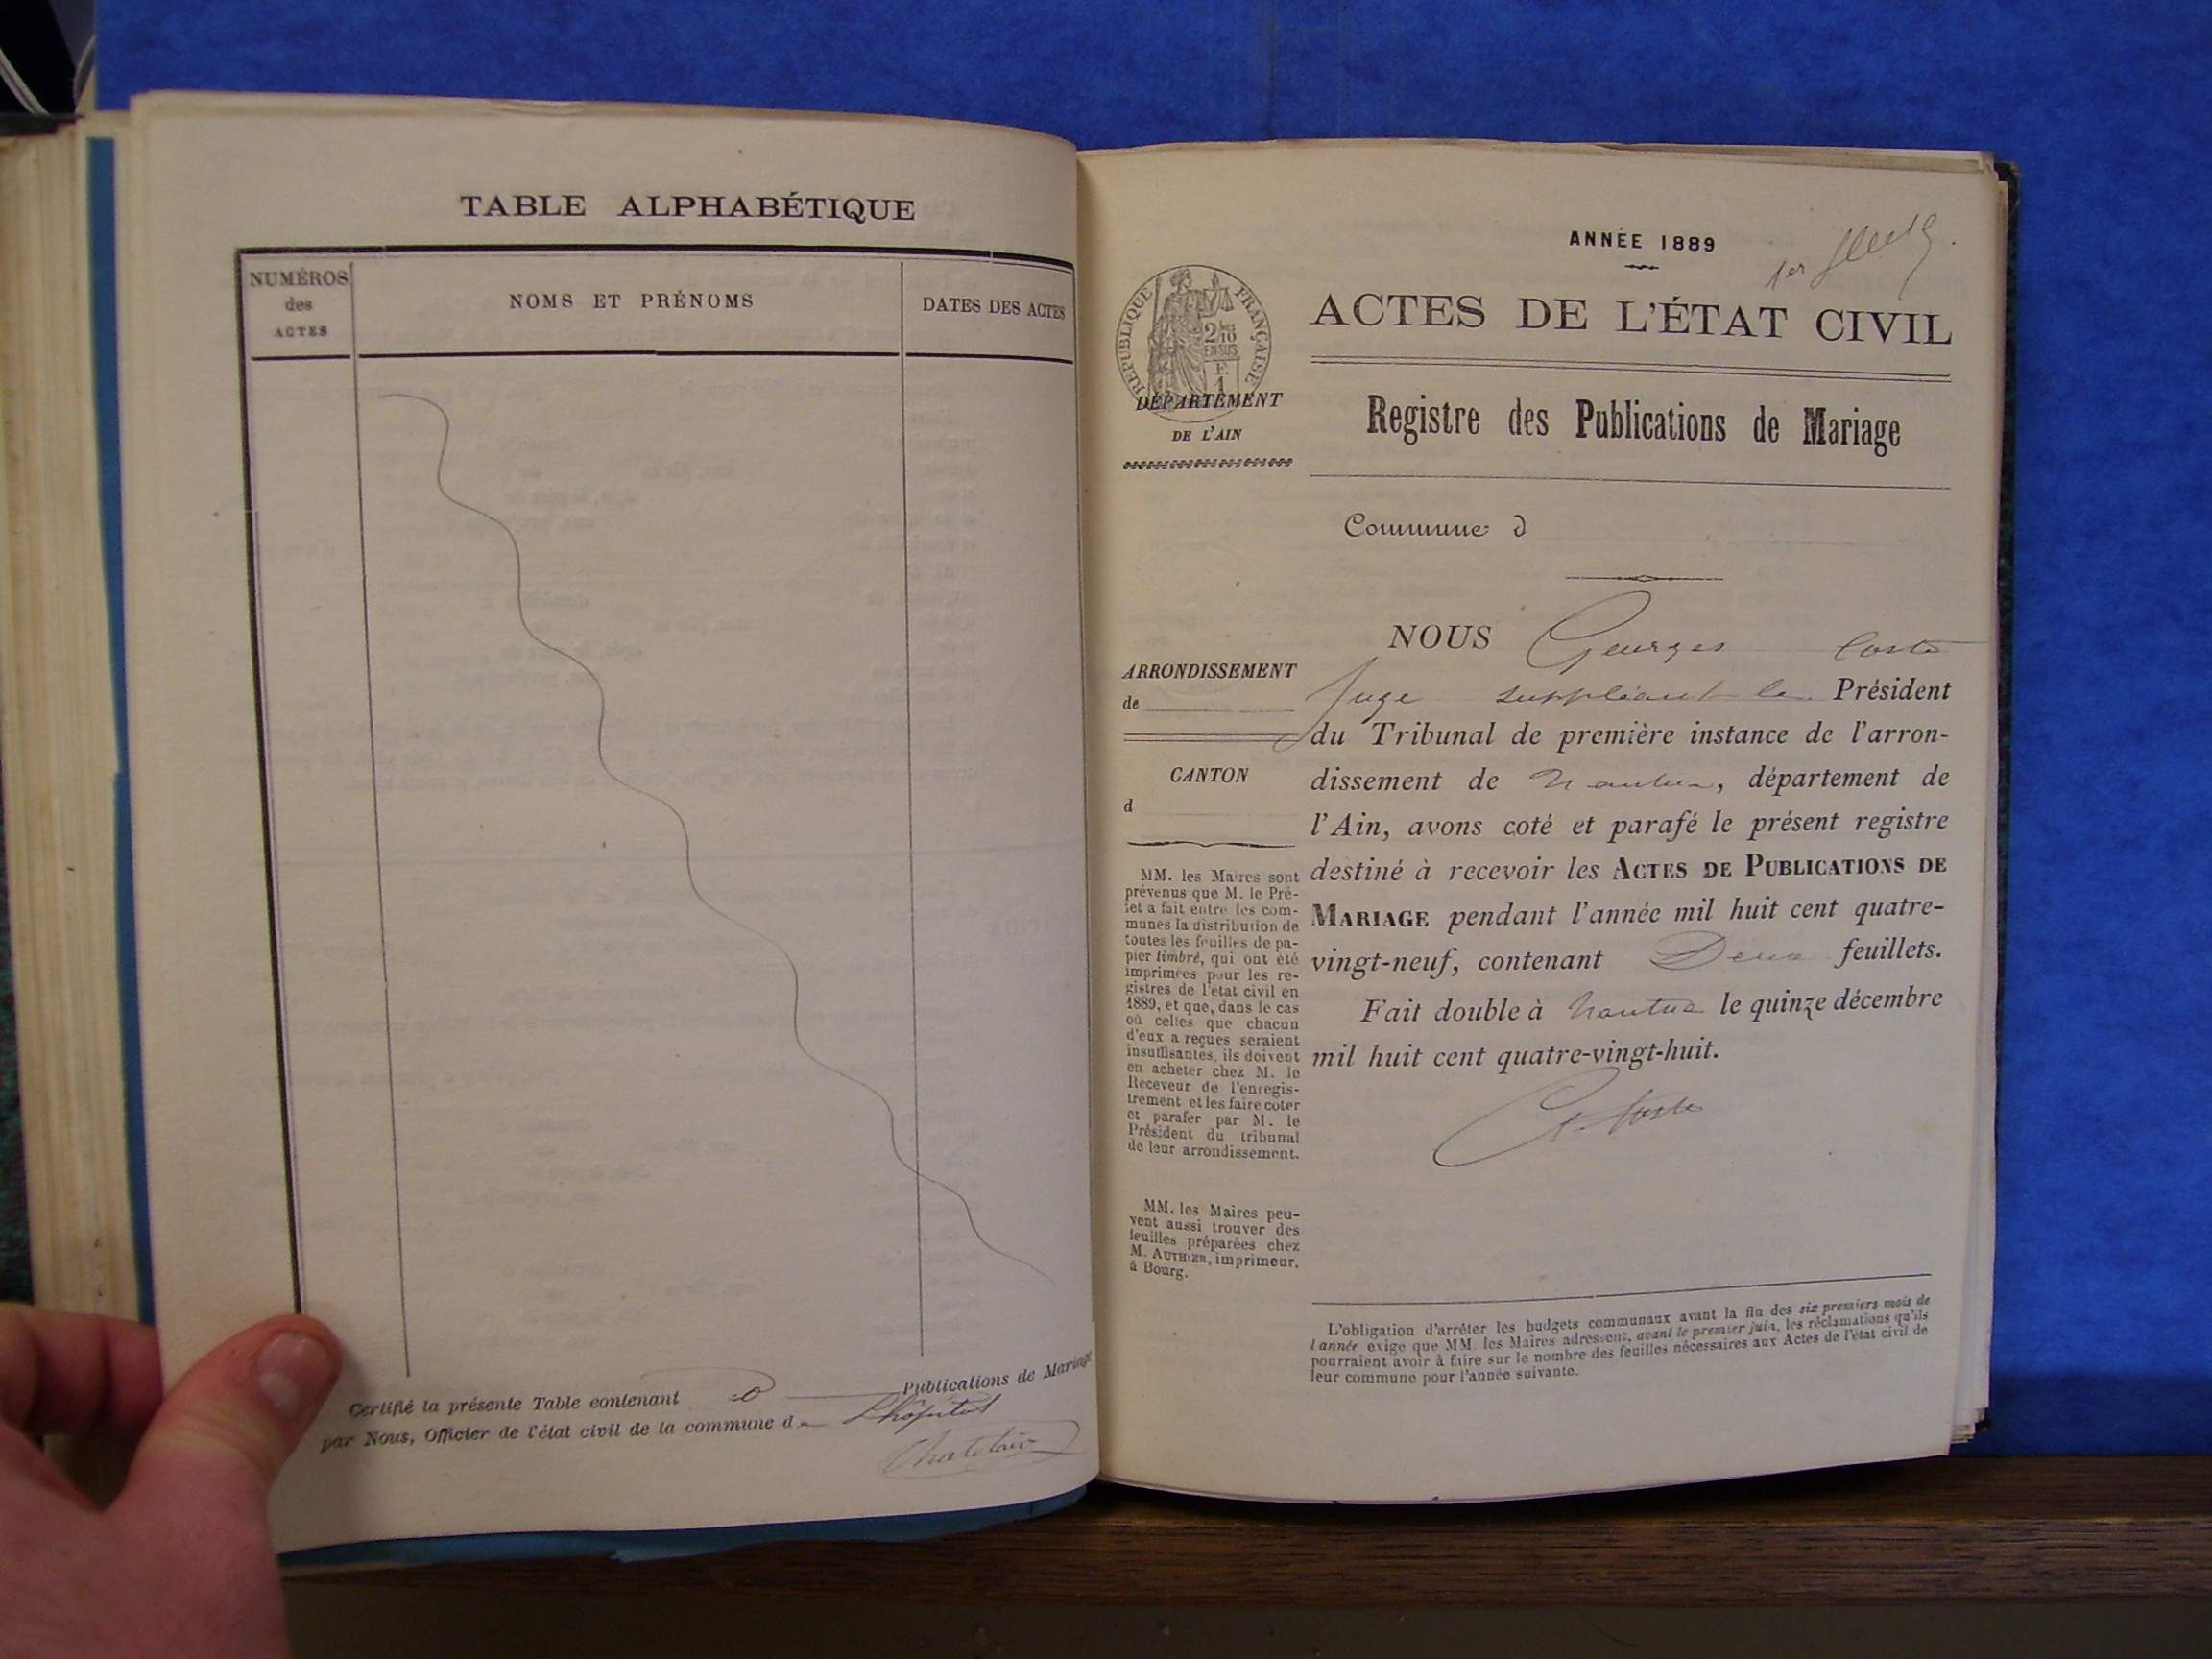 TABLE ALPHABÉTIQUE
NUMÉROS
des
ACTES
NOMS ET PRÉNOMS
DATES DES ACTES
Certifié la présente Table contenant 0 Publications de Mariage
par Nous, Officier de l'état civil de la commune de L'hôpital
Chatelain
ANNÉE 1889
1er
RÉPUBLIQUE FRANÇAISE
2/10
EN SUS
F.
1
ACTES DE L'ÉTAT CIVIL
DÉPARTEMENT
DE L'AIN
Registre des Publications de Mariage
Commune d
ARRONDISSEMENT
de
CANTON
d
MM. les Maires sont
prévenus que M. le Pré-
fet a fait entre les com-
munes la distribution de
toutes les feuilles de pa-
pier timbré, qui ont été
imprimées pour les re-
gistres de l'état civil en
1889, et que, dans le cas
où celles que chacun
d'eux a reçues seraient
insuffisantes, ils doivent
en acheter chez M. le
Receveur de l'enregis-
trement et les faire coter
et parafer par M. le
Président du tribunal
de leur arrondissement.
MM. les Maires peu-
vent aussi trouver des
feuilles préparées chez
M. AUTHIER, imprimeur,
à Bourg.
NOUS Georges Coste
Juge suppléant le Président
du Tribunal de première instance de l'arron-
dissement de Nantua, département de
l'Ain, avons coté et parafé le présent registre
destiné à recevoir les ACTES DE PUBLICATIONS DE
MARIAGE pendant l'année mil huit cent quatre-
vingt-neuf, contenant Deux feuillets.
Fait double à Nantua le quinze décembre
mil huit cent quatre-vingt-huit.
G. Coste
L'obligation d'arrêter les budgets communaux avant la fin des six premiers mois de
l'année exige que MM. les Maires adressent, avant le premier juin, les réclamations qu'ils
pourraient avoir à faire sur le nombre des feuilles nécessaires aux Actes de l'état civil de
leur commune pour l'année suivante.